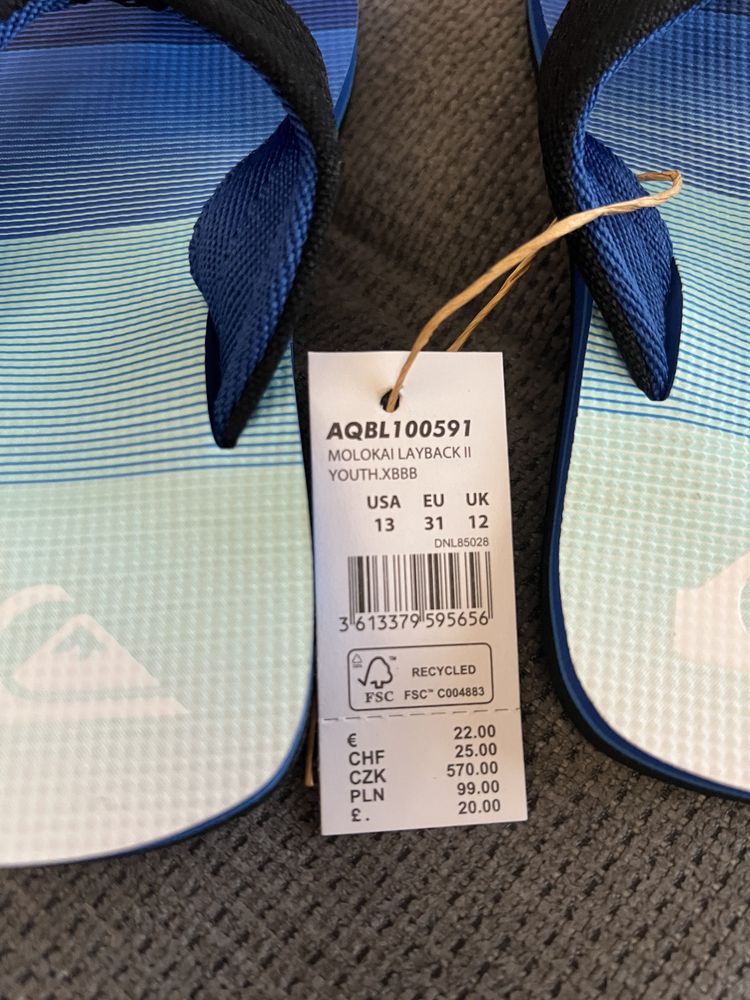 AQBL100591
MOLOKAI LAYBACK II
YOUTH.XBBB
USA EU UK
13 31 12
DNL85028
3 613379 595656
RECYCLED
FSC™ C004883
FSC
€ 22.00
CHF 25.00
CZK 570.00
PLN 99.00
£. 20.00